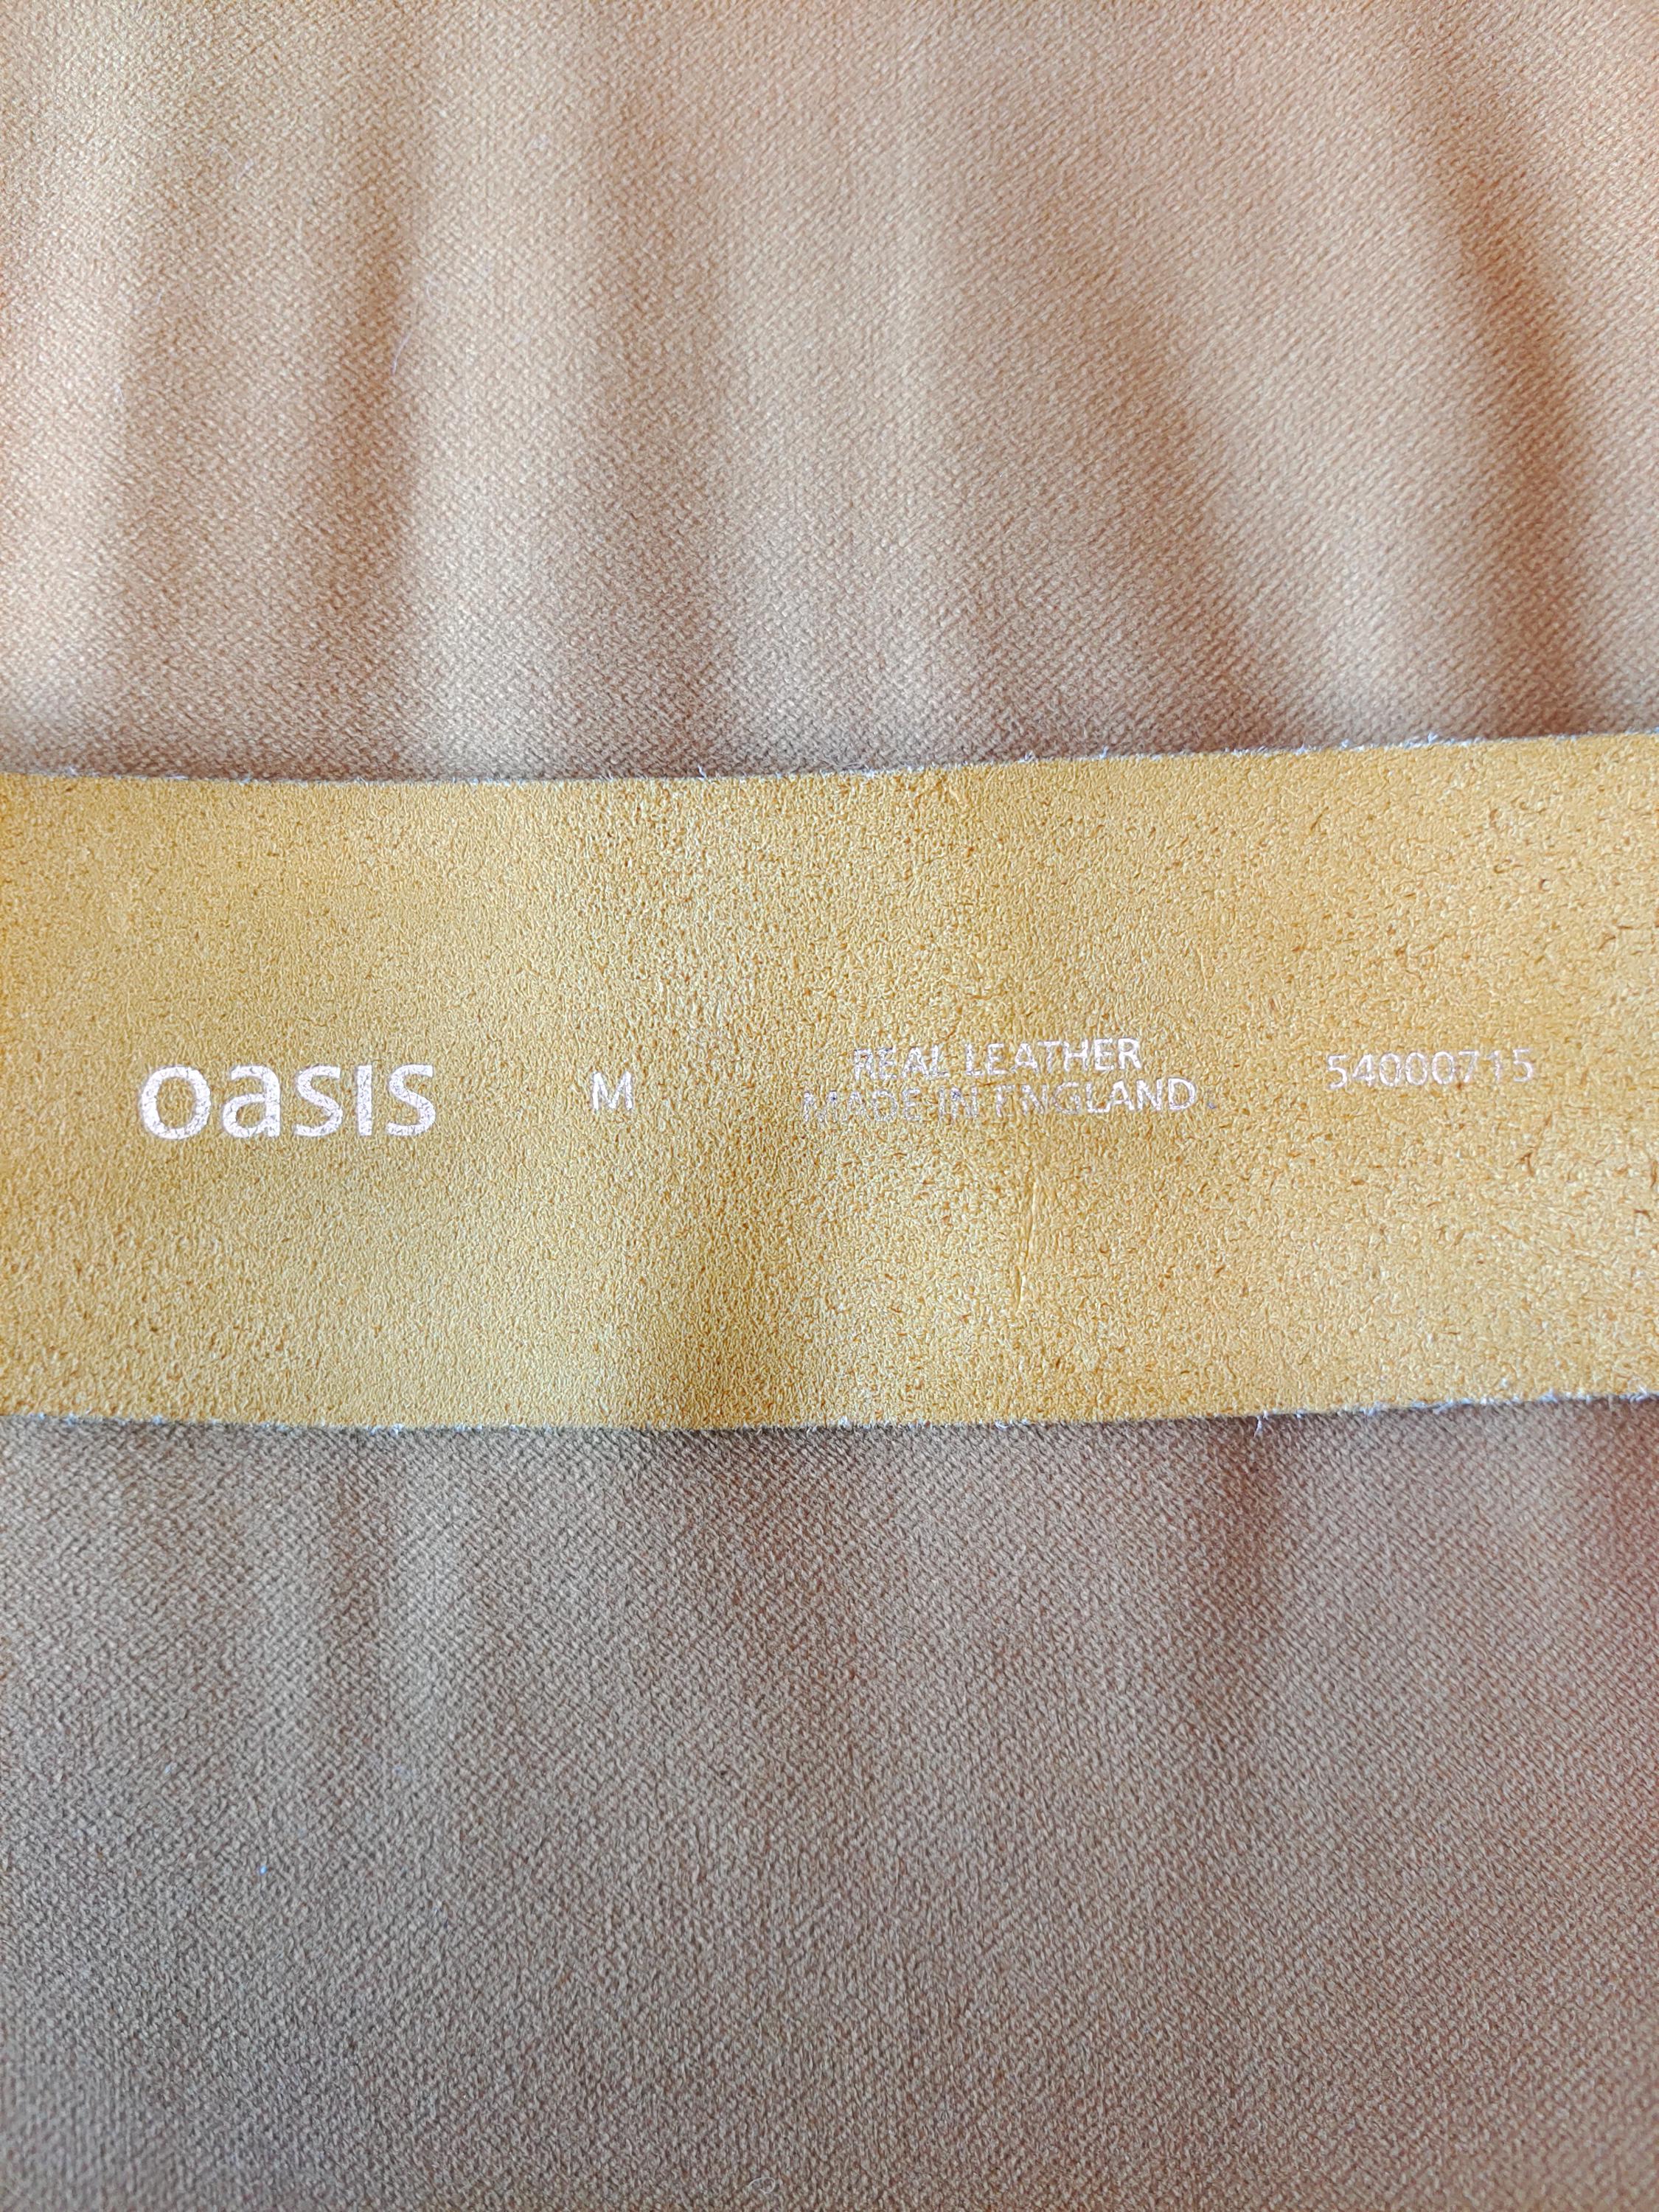 oasis
M
REAL LEATHER
MADE IN ENGLAND.
54000715